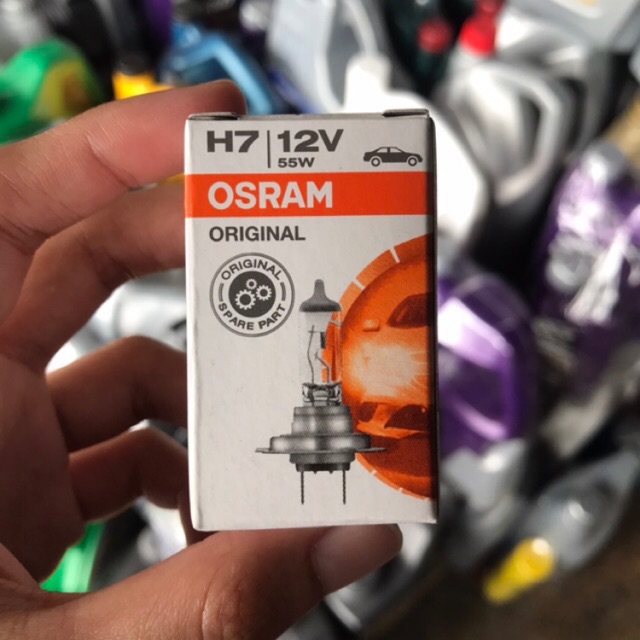 H7 | 12V
55W
OSRAM
ORIGINAL
ORIGINAL
SPARE PART